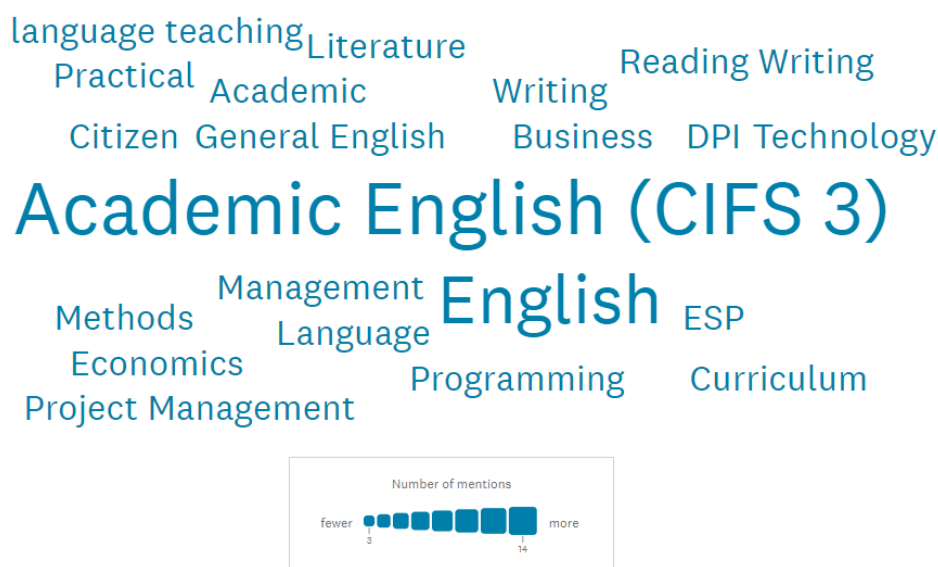 language teaching Literature
Practical Academic Writing Reading Writing
Citizen General English Business DPI Technology
Academic English (CIFS 3)
Management English
Methods Language ESP
Economics Programming Curriculum
Project Management
Number of mentions
fewer more
3 14